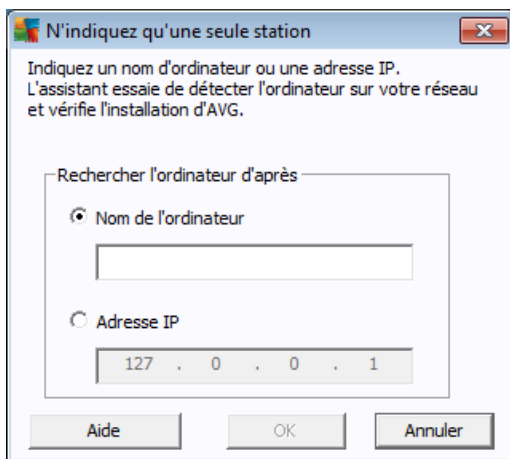 N'indiquez qu'une seule station
Indiquez un nom d'ordinateur ou une adresse IP.
L'assistant essaie de détecter l'ordinateur sur votre réseau
et vérifie l'installation d'AVG.
Rechercher l'ordinateur d'après
Nom de l'ordinateur
Adresse IP
127 . 0 . 0 . 1
Aide OK Annuler